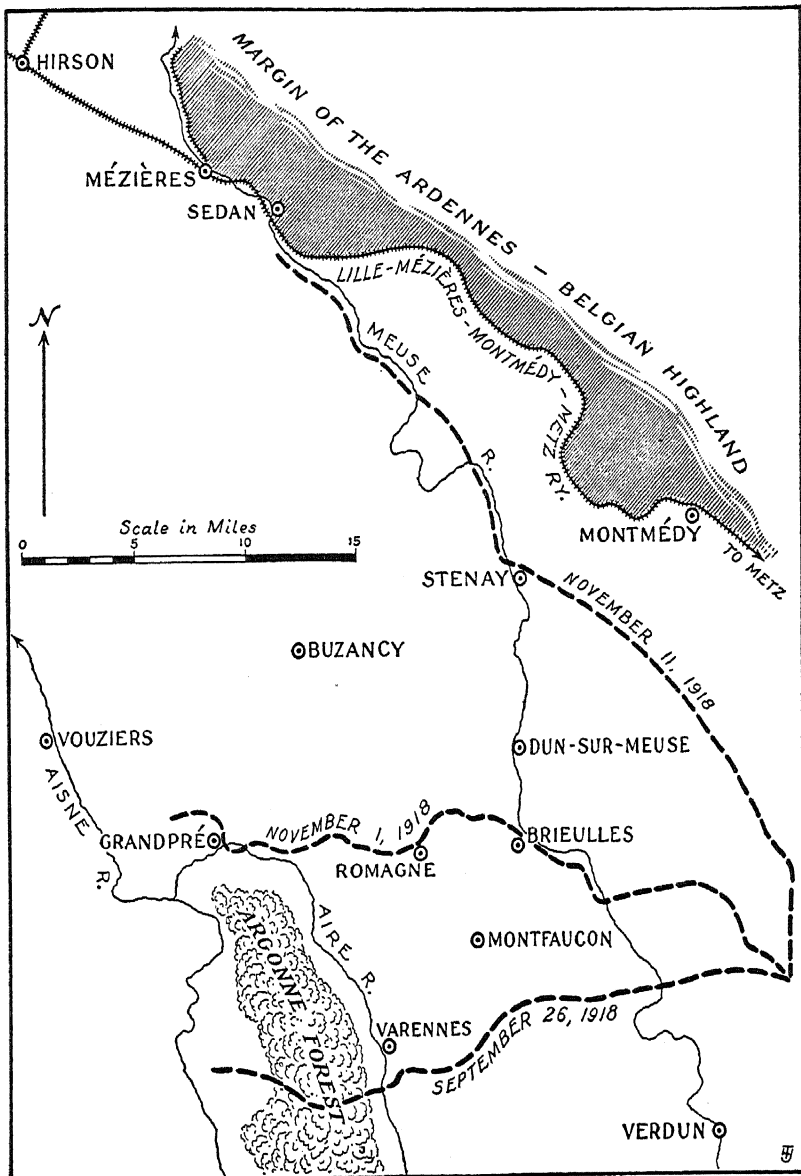 HIRSON
MARGIN OF THE ARDENNES – BELGIAN HIGHLAND
MÉZIÈRES
SEDAN
LILLE-MÉZIÈRES-MONTMÉDY-METZ RY.
N
MEUSE R.
Scale in Miles
0 5 10 15
MONTMÉDY
TO METZ
STENAY
NOVEMBER 11, 1918
BUZANCY
VOUZIERS
DUN-SUR-MEUSE
AISNE R.
GRANDPRÉ
NOVEMBER 1, 1918
BRIEULLES
ROMAGNE
ARGONNE FOREST
AIRE R.
MONTFAUCON
VARENNES
SEPTEMBER 26, 1918
VERDUN